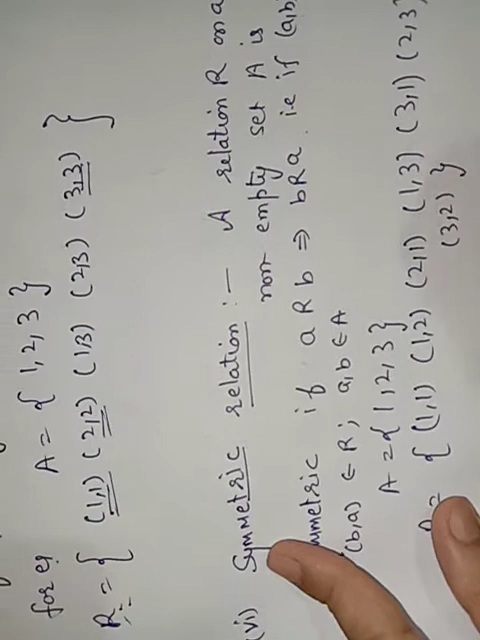 for eg A = { 1, 2, 3 }
R = { (1,1) (2,2) (1,3) (2,3) (3,3) }
(vi) Symmetric relation :- A relation R on a
non empty set A is
mmetric if a R b ⇒ b R a i.e if (a,b)
(b,a) ∈ R ; a,b ∈ A
A = { 1, 2, 3 }
= { (1,1) (1,2) (2,1) (1,3) (3,1) (2,3)
(3,2) }